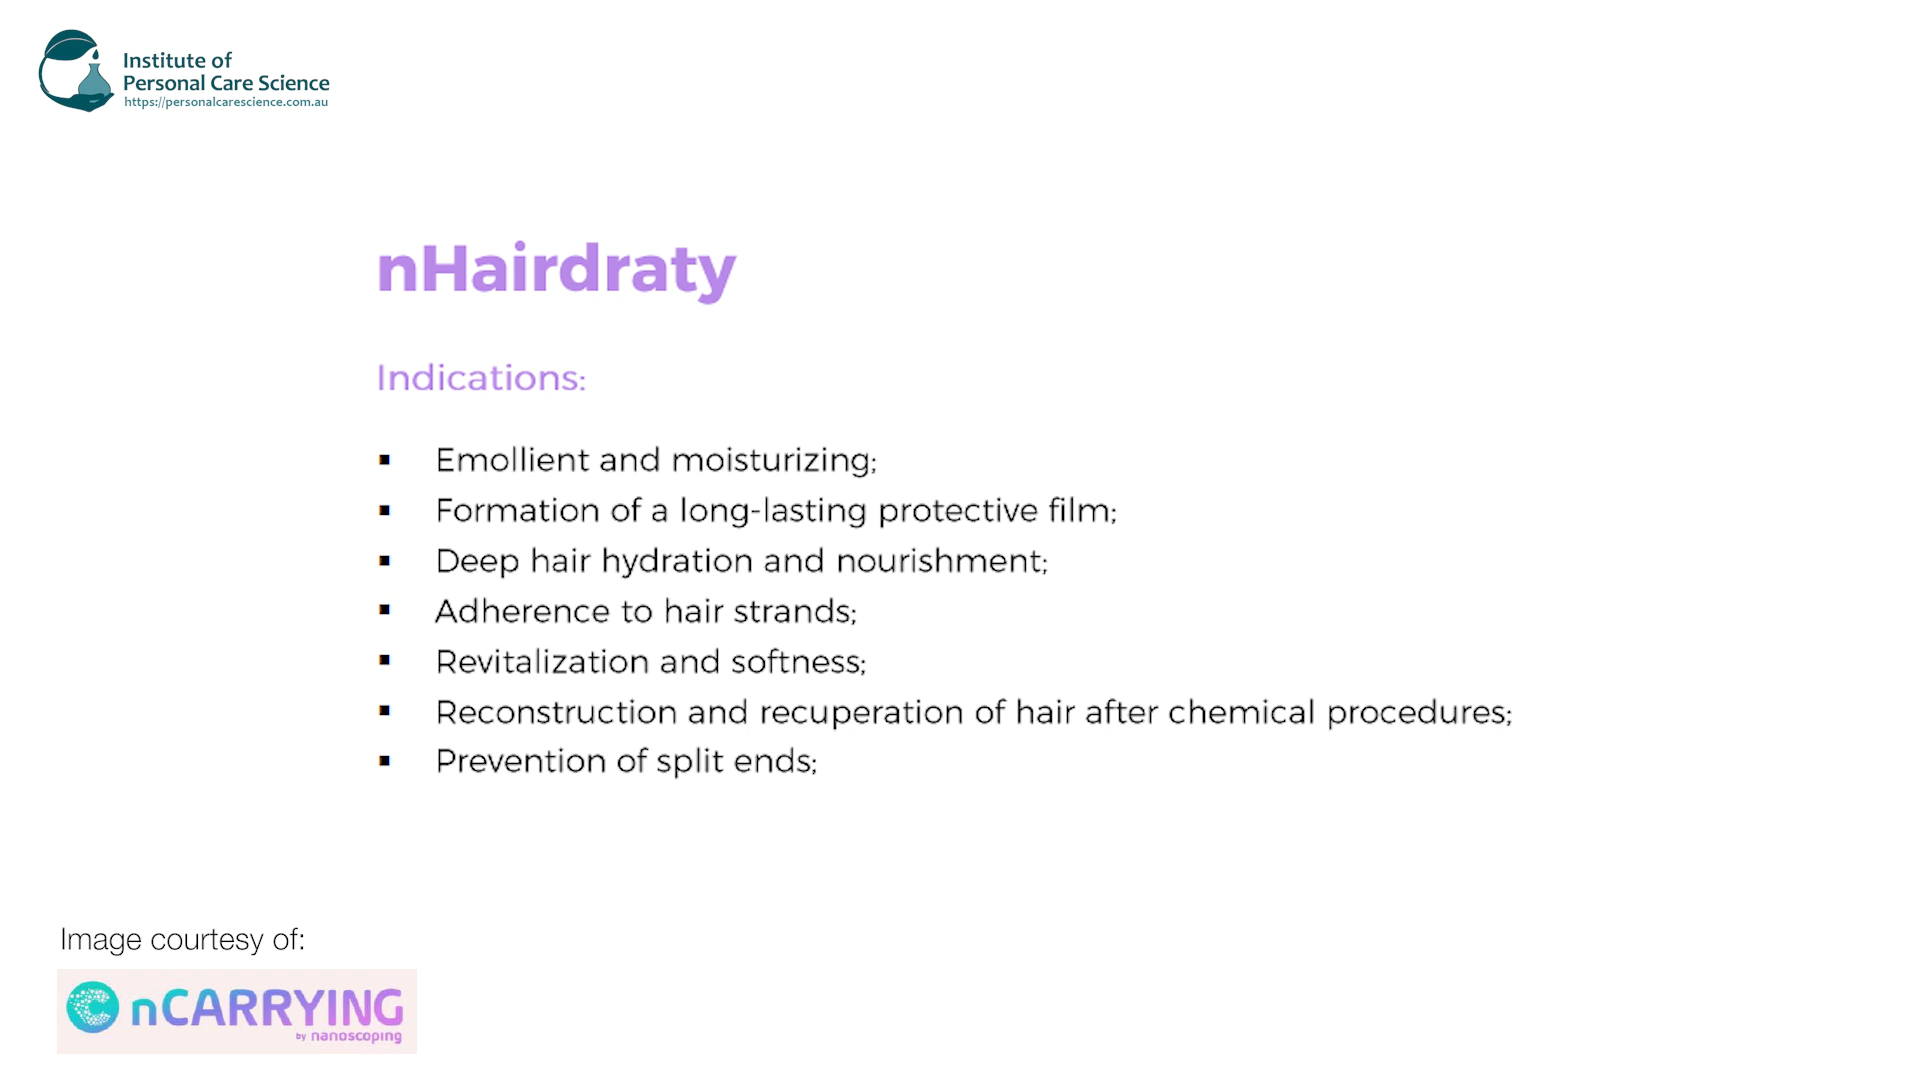 Institute of
Personal Care Science
https://personalcarescience.com.au
nHairdraty
Indications:
▪ Emollient and moisturizing;
▪ Formation of a long-lasting protective film;
▪ Deep hair hydration and nourishment;
▪ Adherence to hair strands;
▪ Revitalization and softness;
▪ Reconstruction and recuperation of hair after chemical procedures;
▪ Prevention of split ends;
Image courtesy of:
nCARRYING
by nanoscoping